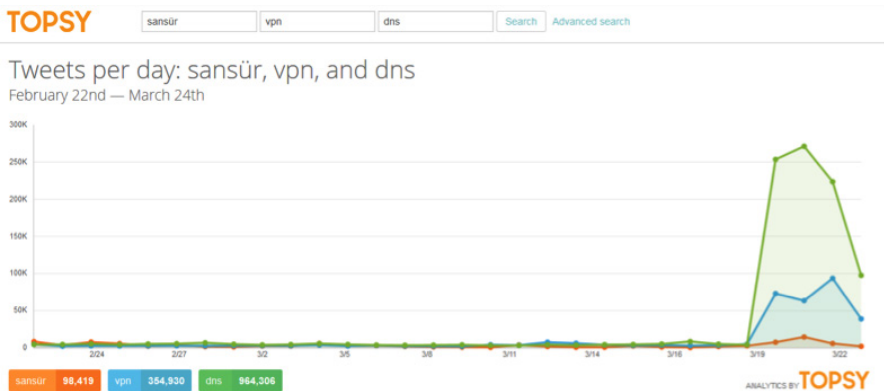 TOPSY sansür vpn dns Search Advanced search
Tweets per day: sansür, vpn, and dns
February 22nd — March 24th
300K
250K
200K
150K
100K
50K
0
2/24 2/27 3/2 3/5 3/8 3/11 3/14 3/16 3/19 3/22
sansür 98,419 vpn 354,930 dns 964,306 ANALYTICS BY TOPSY